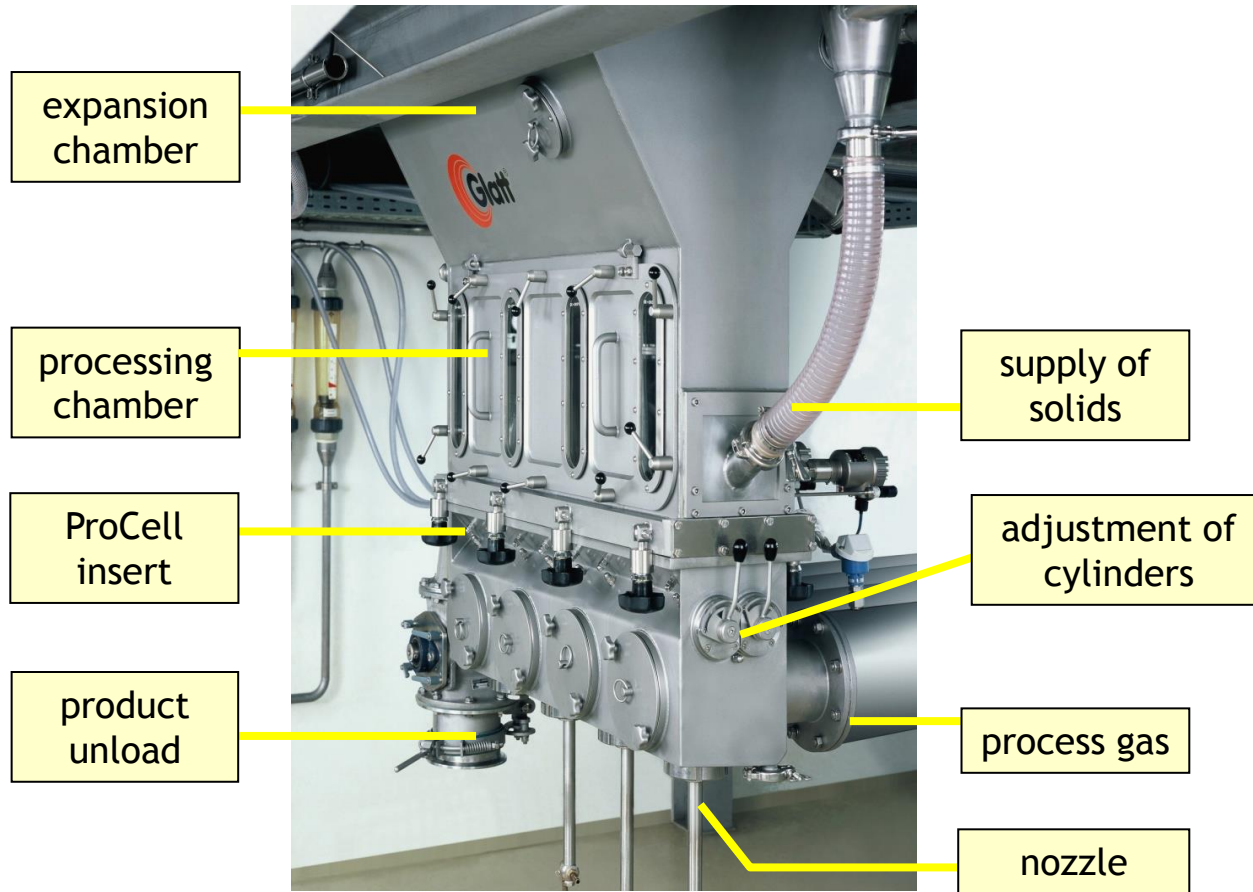 expansion
chamber
Glatt
processing
chamber
supply of
solids
ProCell
insert
adjustment of
cylinders
product
unload
process gas
nozzle